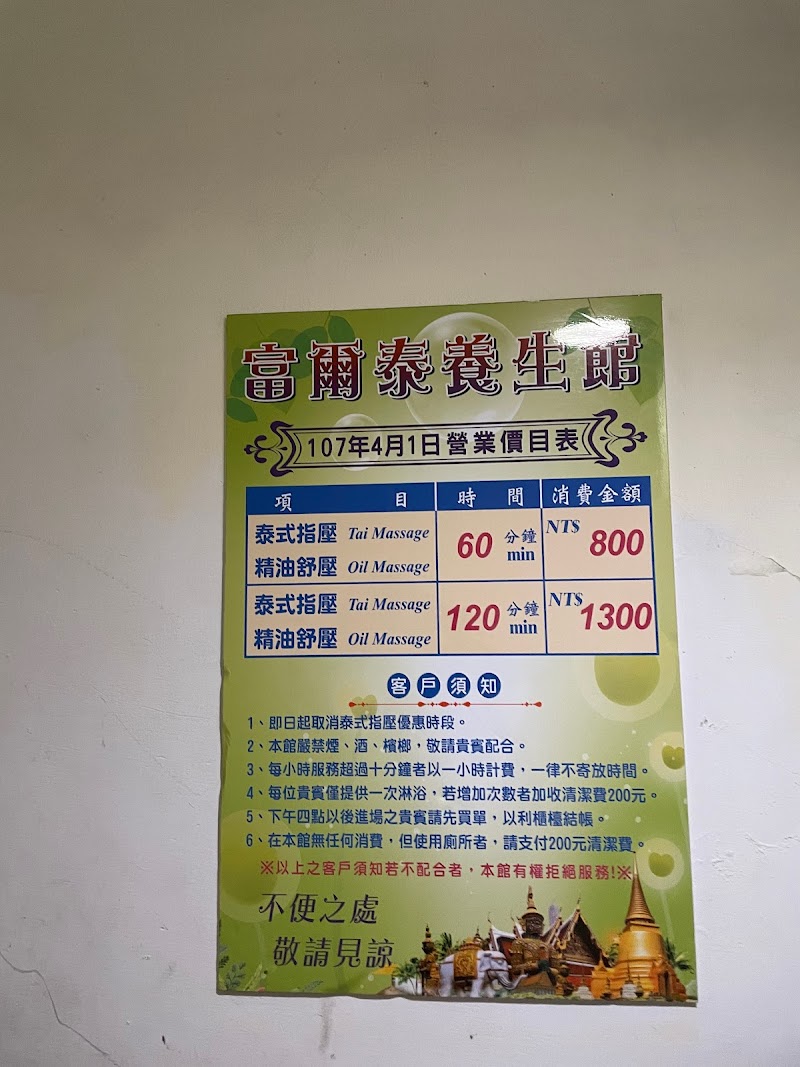 富爾泰養生館
107年4月1日營業價目表
項 目 時 間 消費金額
泰式指壓 Tai Massage
精油舒壓 Oil Massage
60 分鐘 min
NT$ 800
泰式指壓 Tai Massage
精油舒壓 Oil Massage
120 分鐘 min
NT$ 1300
客戶須知
1、即日起取消泰式指壓優惠時段。
2、本館嚴禁煙、酒、檳榔，敬請貴賓配合。
3、每小時服務超過十分鐘者以一小時計費，一律不寄放時間。
4、每位貴賓僅提供一次淋浴，若增加次數者加收清潔費200元。
5、下午四點以後進場之貴賓請先買單，以利櫃檯結帳。
6、在本館無任何消費，但使用廁所者，請支付200元清潔費。
※以上之客戶須知若不配合者，本館有權拒絕服務!※
不便之處
敬請見諒